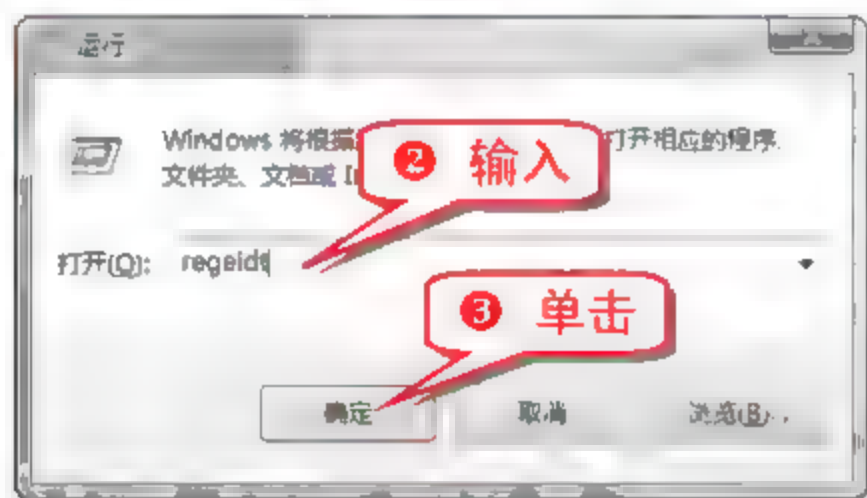 运行
Windows 将根据
打开相应的程序
❷ 输入
文件夹、文档或 I
打开(O): regeidt
❸ 单击
确定 取消 浏览(B)..